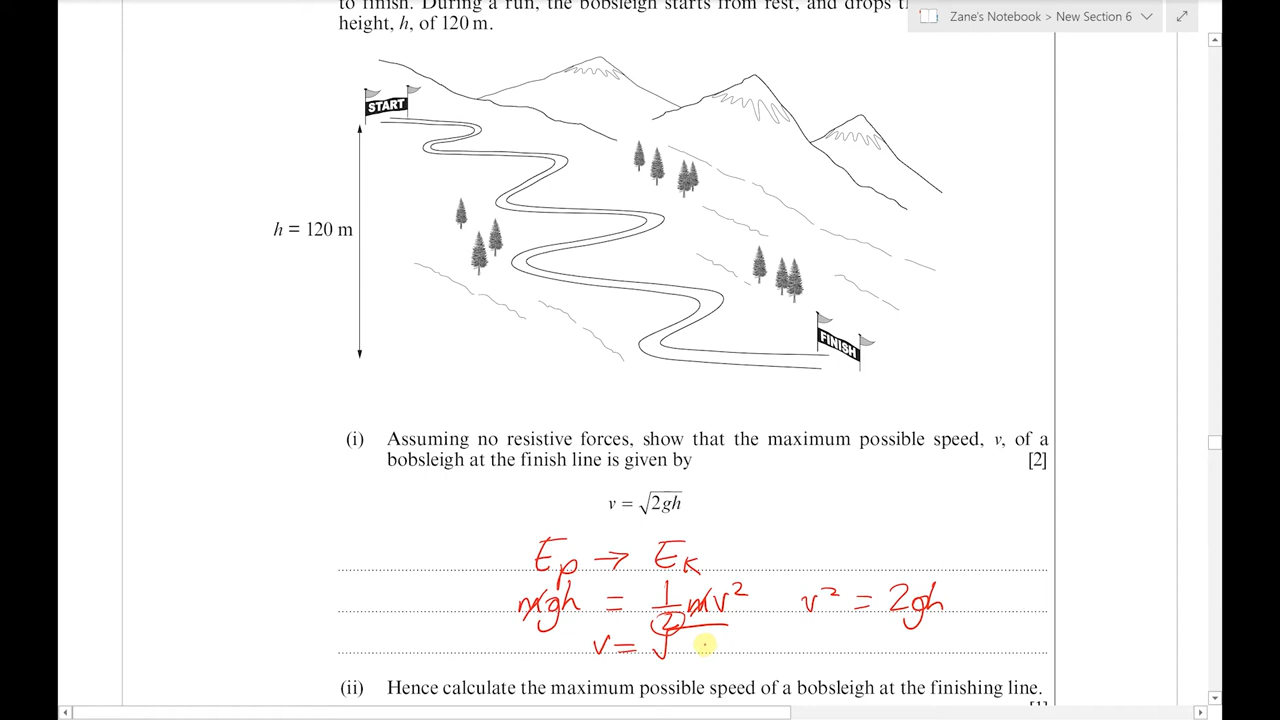 to finish. During a run, the bobsleigh starts from rest, and drops
height, h, of 120 m.
Zane's Notebook > New Section 6
START
h = 120 m
FINISH
(i) Assuming no resistive forces, show that the maximum possible speed, v, of a
bobsleigh at the finish line is given by [2]
v = √2gh
Ep → EK
mgh = 1/2 mv² v² = 2gh
v = √
(ii) Hence calculate the maximum possible speed of a bobsleigh at the finishing line.